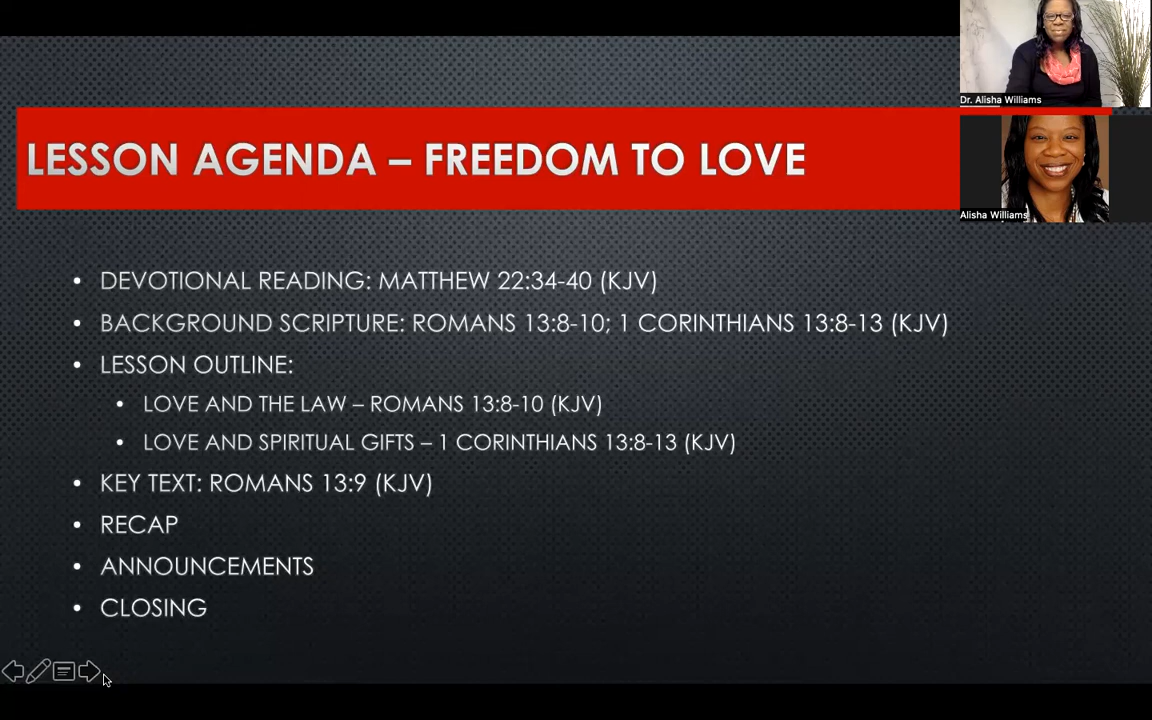 LESSON AGENDA – FREEDOM TO LOVE
Dr. Alisha Williams
Alisha Williams
• DEVOTIONAL READING: MATTHEW 22:34-40 (KJV)
• BACKGROUND SCRIPTURE: ROMANS 13:8-10; 1 CORINTHIANS 13:8-13 (KJV)
• LESSON OUTLINE:
• LOVE AND THE LAW – ROMANS 13:8-10 (KJV)
• LOVE AND SPIRITUAL GIFTS – 1 CORINTHIANS 13:8-13 (KJV)
• KEY TEXT: ROMANS 13:9 (KJV)
• RECAP
• ANNOUNCEMENTS
• CLOSING